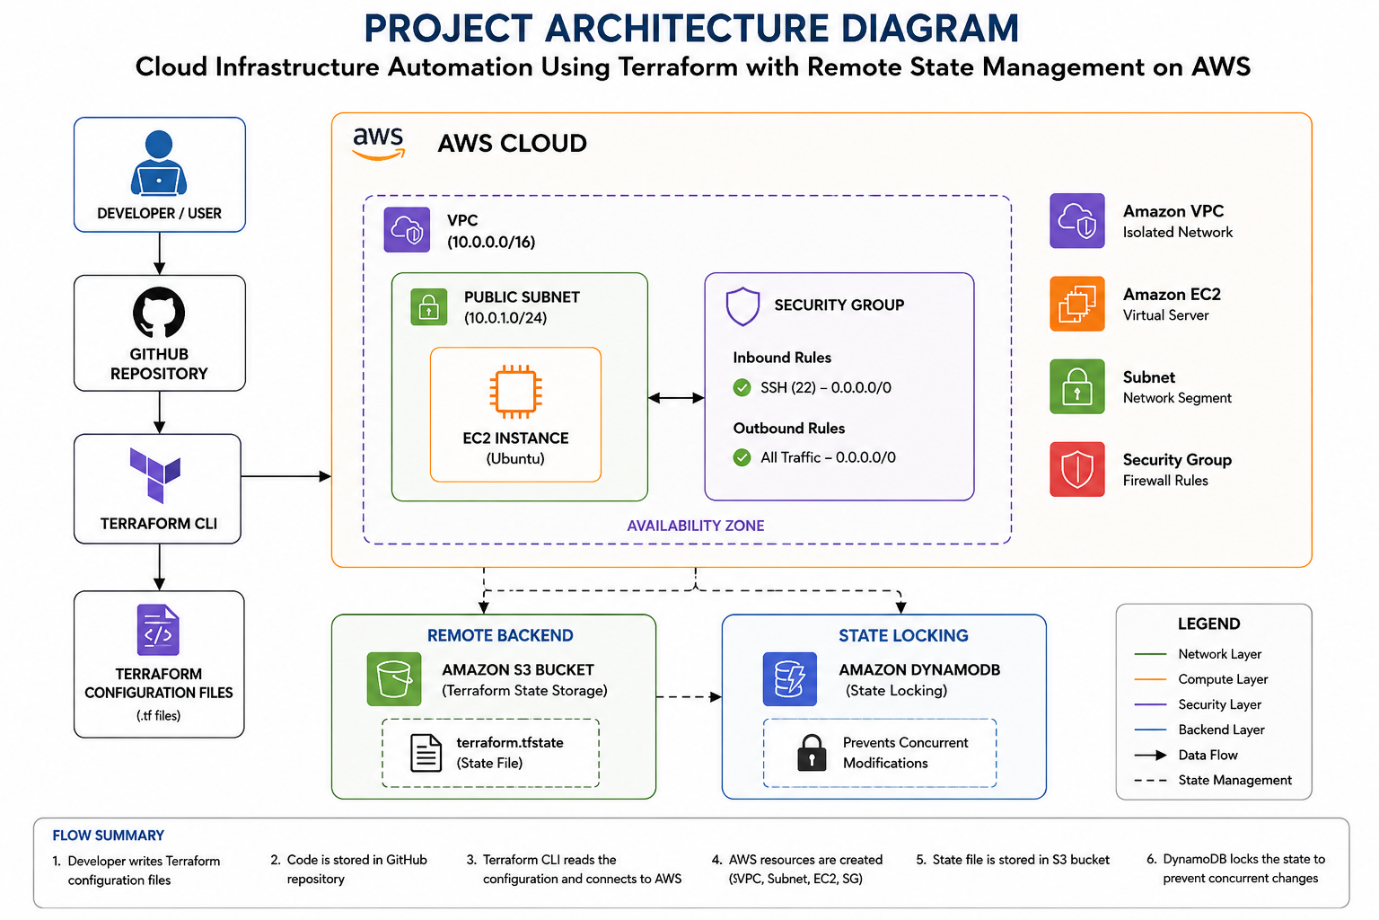 PROJECT ARCHITECTURE DIAGRAM
Cloud Infrastructure Automation Using Terraform with Remote State Management on AWS
DEVELOPER / USER
GITHUB
REPOSITORY
TERRAFORM CLI
TERRAFORM
CONFIGURATION FILES
(.tf files)
aws
AWS CLOUD
VPC
(10.0.0.0/16)
PUBLIC SUBNET
(10.0.1.0/24)
EC2 INSTANCE
(Ubuntu)
SECURITY GROUP
Inbound Rules
SSH (22) – 0.0.0.0/0
Outbound Rules
All Traffic – 0.0.0.0/0
AVAILABILITY ZONE
Amazon VPC
Isolated Network
Amazon EC2
Virtual Server
Subnet
Network Segment
Security Group
Firewall Rules
REMOTE BACKEND
AMAZON S3 BUCKET
(Terraform State Storage)
terraform.tfstate
(State File)
STATE LOCKING
AMAZON DYNAMODB
(State Locking)
Prevents Concurrent
Modifications
LEGEND
Network Layer
Compute Layer
Security Layer
Backend Layer
Data Flow
State Management
FLOW SUMMARY
1. Developer writes Terraform
configuration files
2. Code is stored in GitHub
repository
3. Terraform CLI reads the
configuration and connects to AWS
4. AWS resources are created
(SVPC, Subnet, EC2, SG)
5. State file is stored in S3 bucket
6. DynamoDB locks the state to
prevent concurrent changes